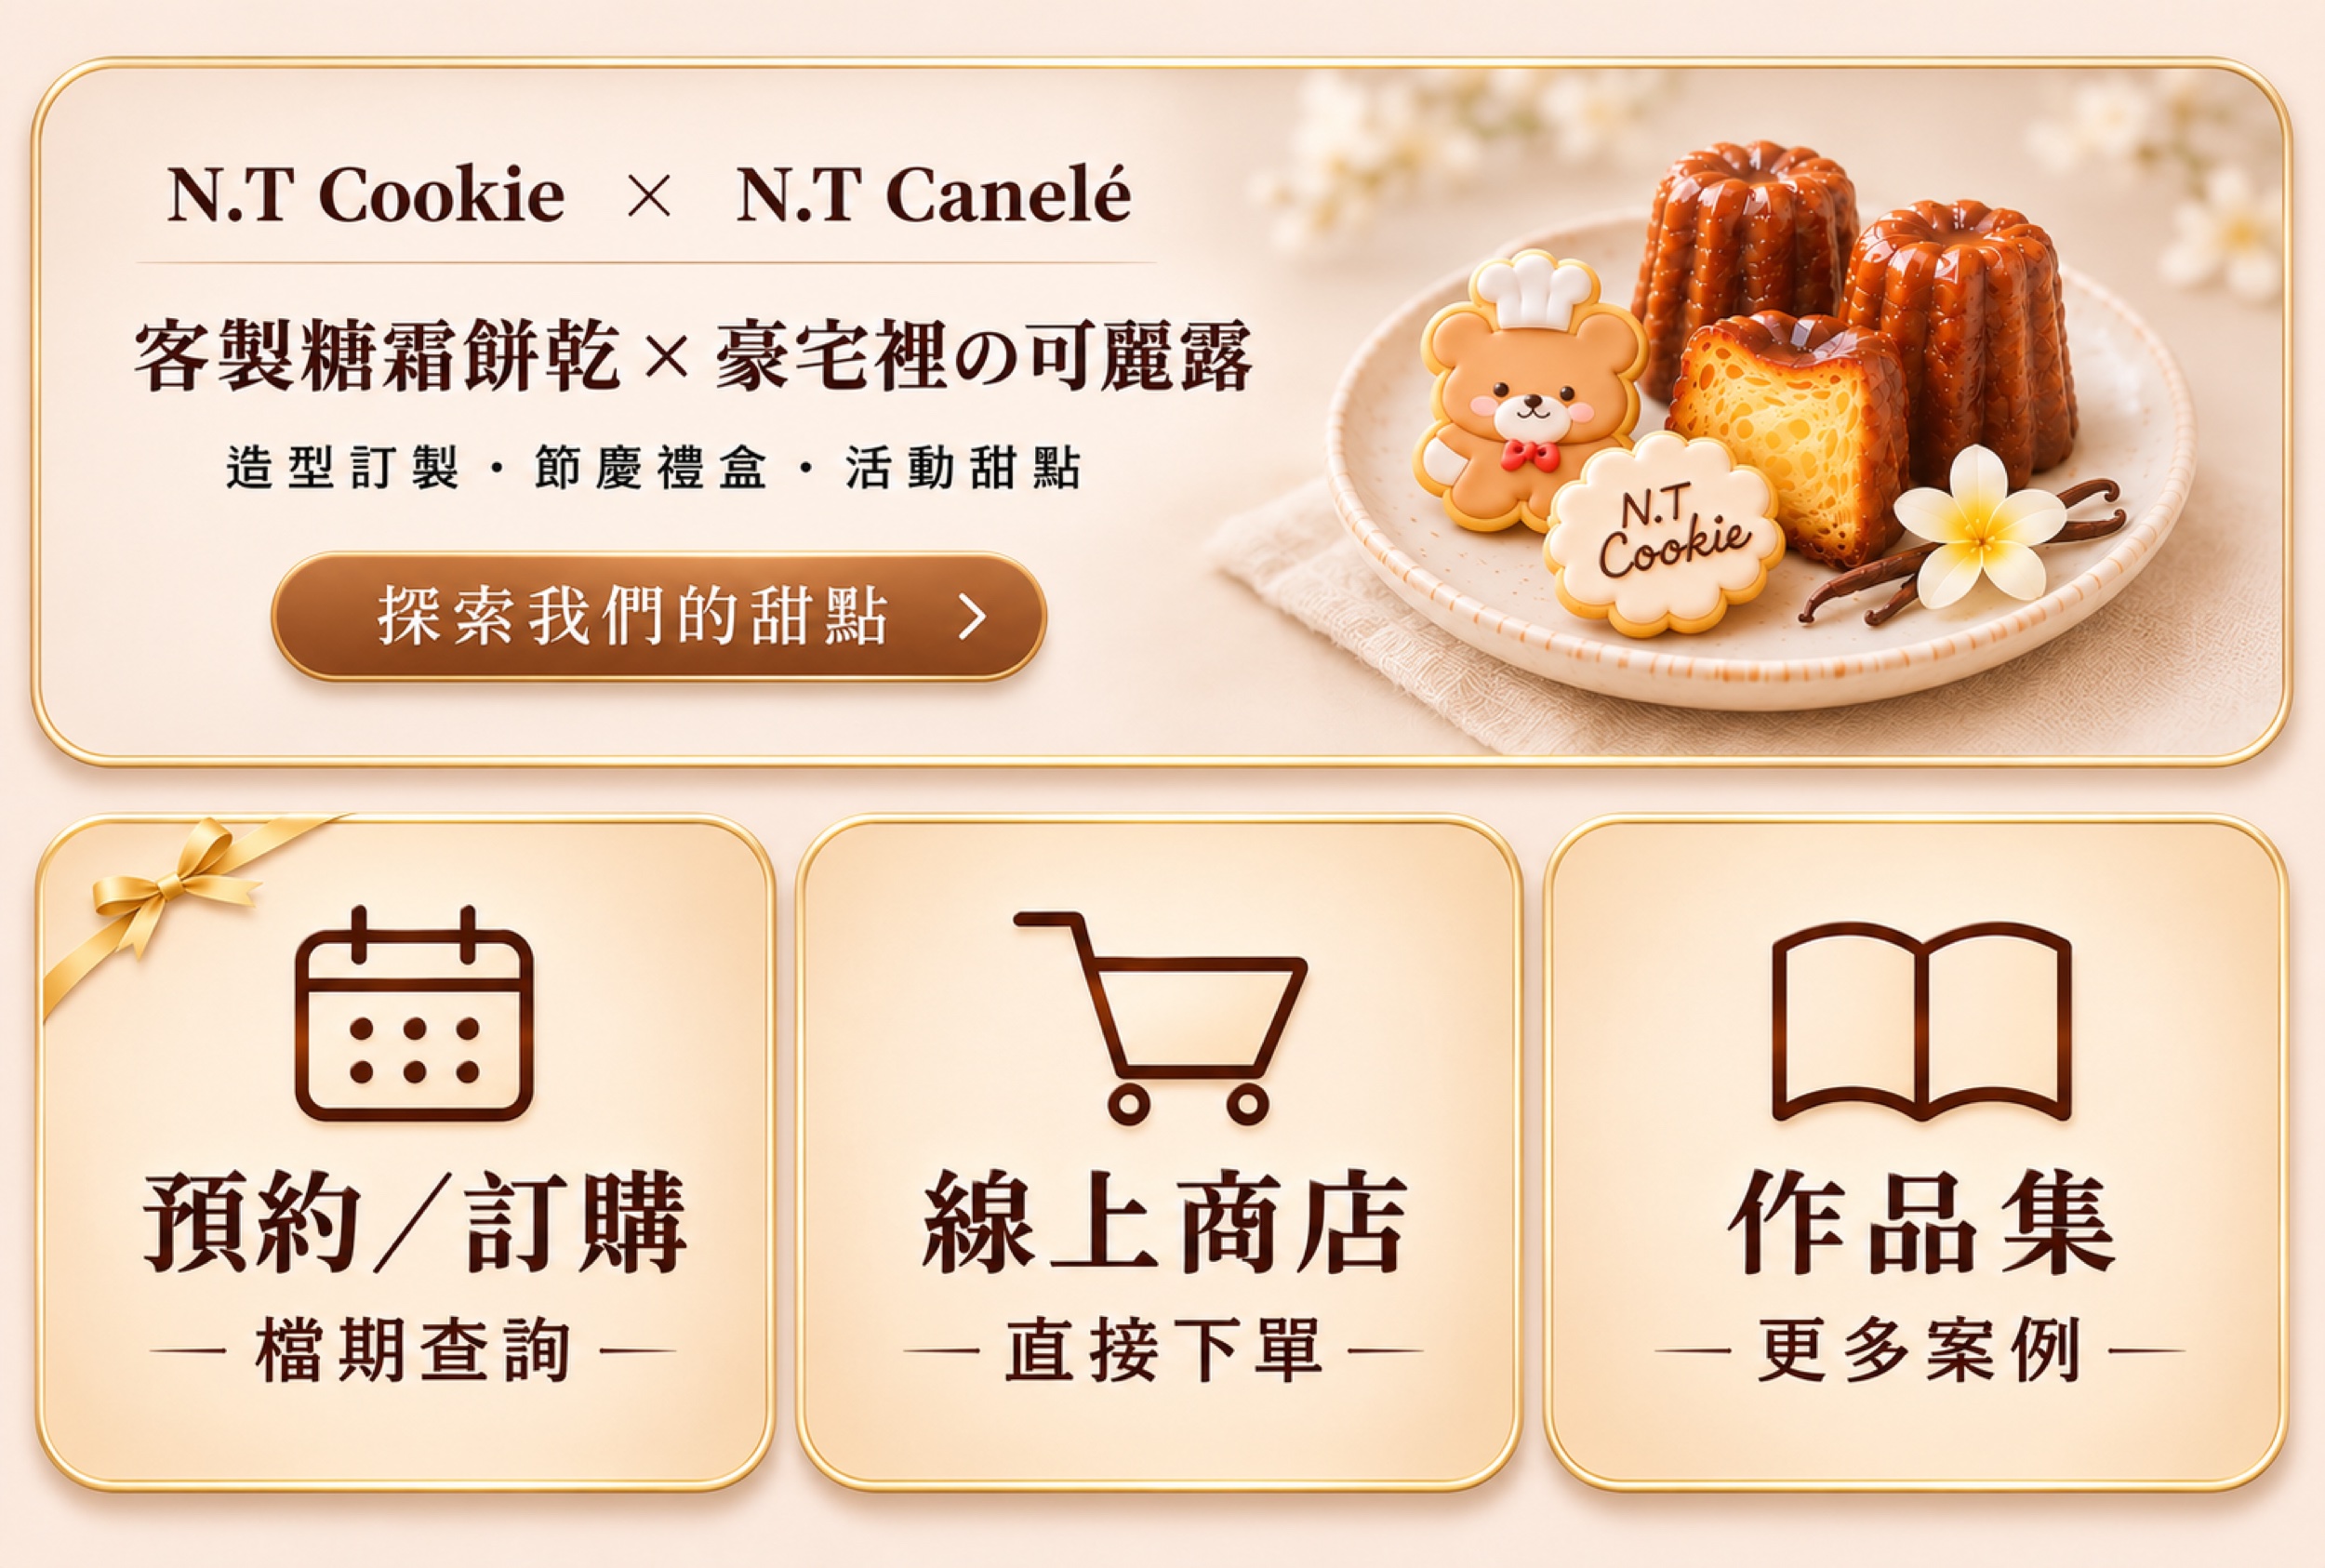 N.T Cookie × N.T Canelé
客製糖霜餅乾×豪宅裡の可麗露
造型訂製・節慶禮盒・活動甜點
探索我們的甜點 >
N.T
Cookie
預約／訂購
檔期查詢
線上商店
直接下單
作品集
更多案例